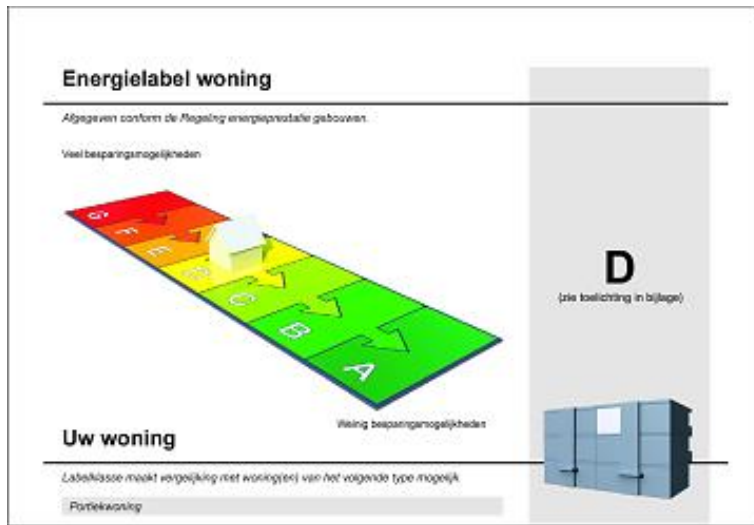 Energielabel woning
Afgegeven conform de Regeling energieprestatie gebouwen.
Veel besparingsmogelijkheden
G
F
E
D
C
B
A
D
(zie toelichting in bijlage)
Weinig besparingsmogelijkheden
Uw woning
Labelklasse maakt vergelijking met woning(en) van het volgende type mogelijk
Portiekwoning